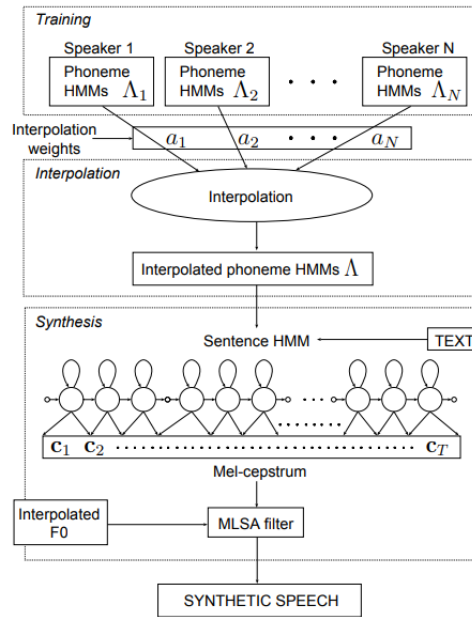 Training
Speaker 1 Speaker 2 Speaker N
Phoneme Phoneme Phoneme
HMMs Λ1 HMMs Λ2 . . . HMMs ΛN
Interpolation
weights
a1 a2 . . . aN
Interpolation
Interpolation
Interpolated phoneme HMMs Λ
Synthesis
Sentence HMM
TEXT
. . .
c1 c2 cT
Mel-cepstrum
Interpolated
F0
MLSA filter
SYNTHETIC SPEECH